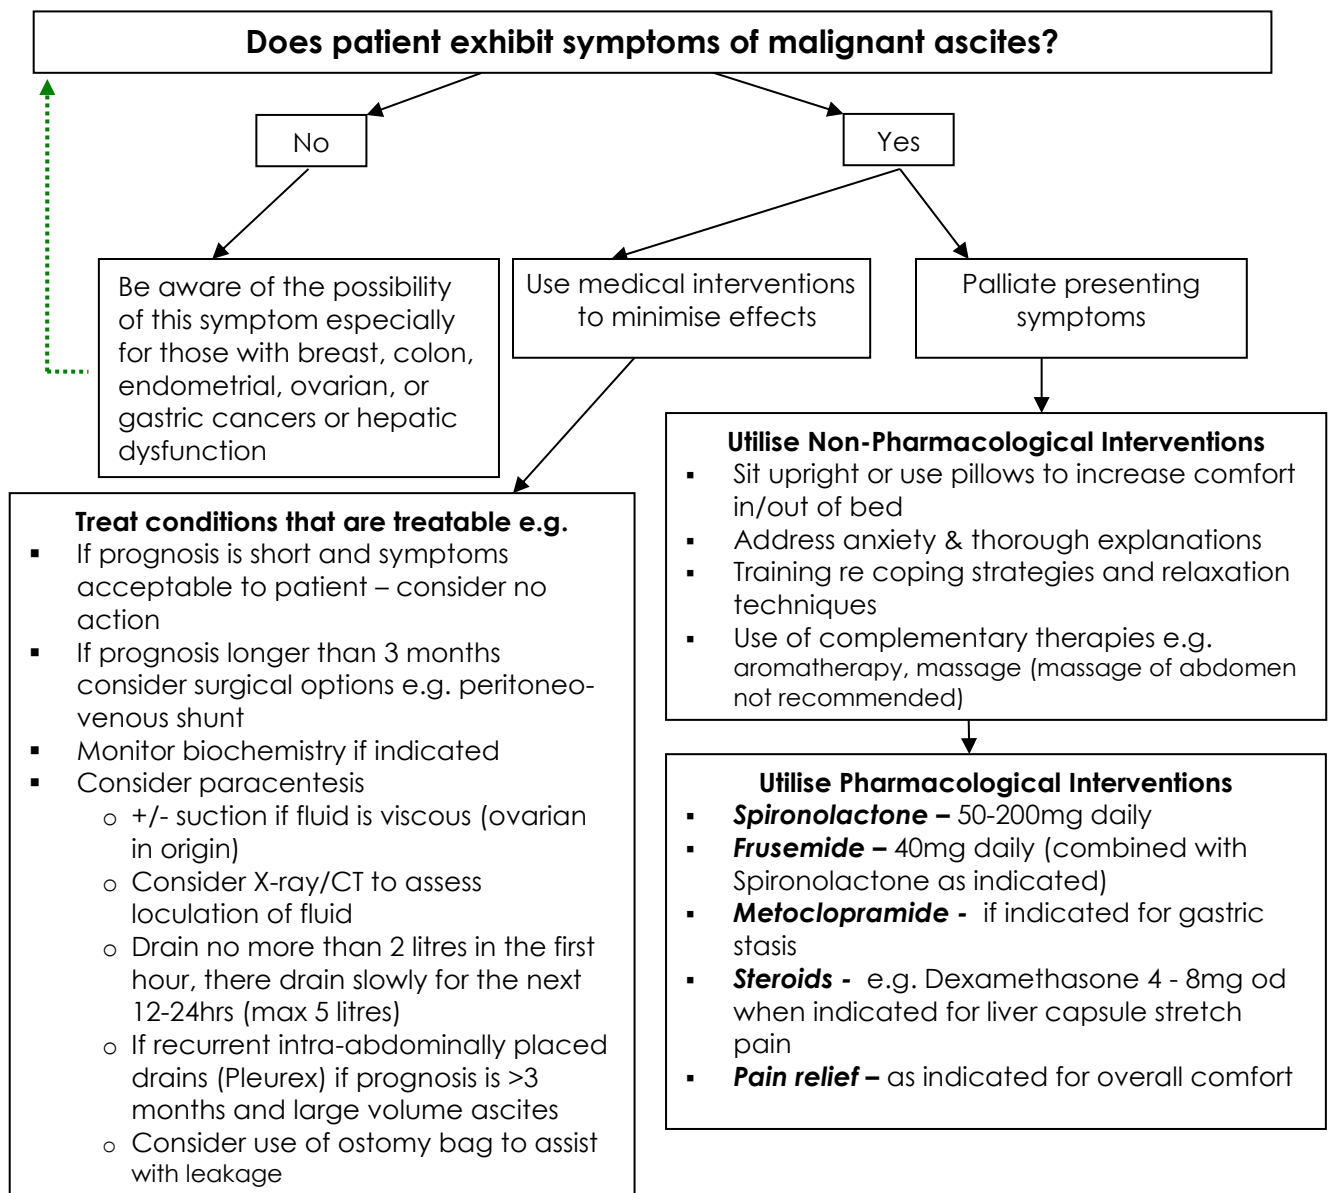 Does patient exhibit symptoms of malignant ascites?
No
Yes
Be aware of the possibility
of this symptom especially
for those with breast, colon,
endometrial, ovarian, or
gastric cancers or hepatic
dysfunction
Use medical interventions
to minimise effects
Palliate presenting
symptoms
Treat conditions that are treatable e.g.
▪ If prognosis is short and symptoms
acceptable to patient – consider no
action
▪ If prognosis longer than 3 months
consider surgical options e.g. peritoneo-
venous shunt
▪ Monitor biochemistry if indicated
▪ Consider paracentesis
o +/- suction if fluid is viscous (ovarian
in origin)
o Consider X-ray/CT to assess
loculation of fluid
o Drain no more than 2 litres in the first
hour, there drain slowly for the next
12-24hrs (max 5 litres)
o If recurrent intra-abdominally placed
drains (Pleurex) if prognosis is >3
months and large volume ascites
o Consider use of ostomy bag to assist
with leakage
Utilise Non-Pharmacological Interventions
▪ Sit upright or use pillows to increase comfort
in/out of bed
▪ Address anxiety & thorough explanations
▪ Training re coping strategies and relaxation
techniques
▪ Use of complementary therapies e.g.
aromatherapy, massage (massage of abdomen
not recommended)
Utilise Pharmacological Interventions
▪ Spironolactone – 50-200mg daily
▪ Frusemide – 40mg daily (combined with
Spironolactone as indicated)
▪ Metoclopramide - if indicated for gastric
stasis
▪ Steroids - e.g. Dexamethasone 4 - 8mg od
when indicated for liver capsule stretch
pain
▪ Pain relief – as indicated for overall comfort